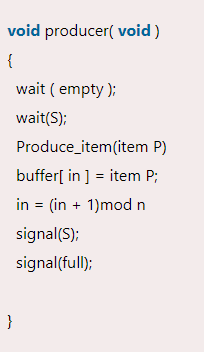 void producer( void )
{
wait ( empty );
wait(S);
Produce_item(item P)
buffer[ in ] = item P;
in = (in + 1)mod n
signal(S);
signal(full);
}